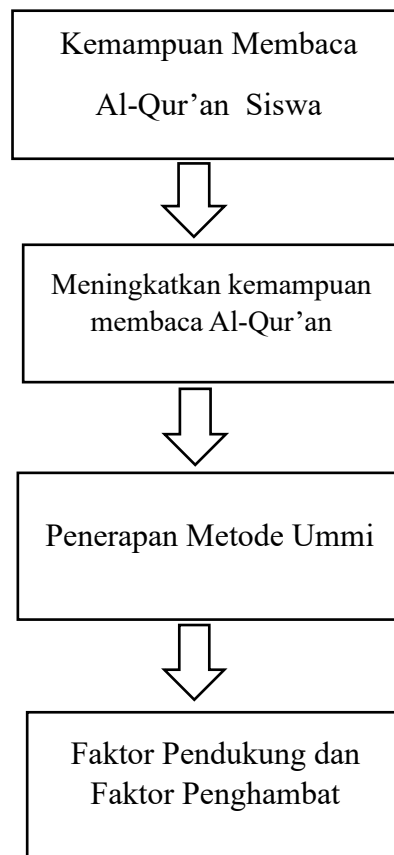 Kemampuan Membaca
Al-Qur’an Siswa
Meningkatkan kemampuan
membaca Al-Qur’an
Penerapan Metode Ummi
Faktor Pendukung dan
Faktor Penghambat